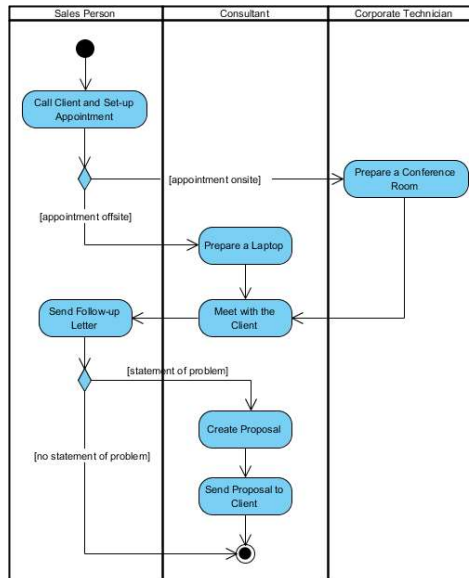 Sales Person
Consultant
Corporate Technician
Call Client and Set-up
Appointment
[appointment onsite]
Prepare a Conference
Room
[appointment offsite]
Prepare a Laptop
Send Follow-up
Letter
Meet with the
Client
[statement of problem]
Create Proposal
[no statement of problem]
Send Proposal to
Client